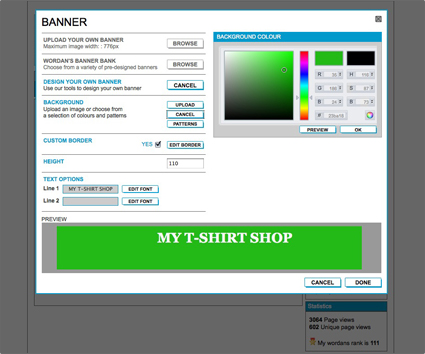 BANNER
UPLOAD YOUR OWN BANNER
Maximum image width: : 776px
BROWSE
WORDAN'S BANNER BANK
Choose from a variety of pre-designed banners
BROWSE
DESIGN YOUR OWN BANNER
Use our tools to design your own banner
CANCEL
BACKGROUND
Upload an image or choose from
a selection of colours and patterns
UPLOAD
CANCEL
PATTERNS
CUSTOM BORDER
YES
EDIT BORDER
HEIGHT
110
TEXT OPTIONS
Line 1
MY T-SHIRT SHOP
EDIT FONT
Line 2
EDIT FONT
BACKGROUND COLOUR
R
35
H
G
S
87
B
24
B
#
PREVIEW
OK
PREVIEW
MY T-SHIRT SHOP
CANCEL
DONE
Statistics
3064 Page views
602 Unique page views
My wordans rank is 111